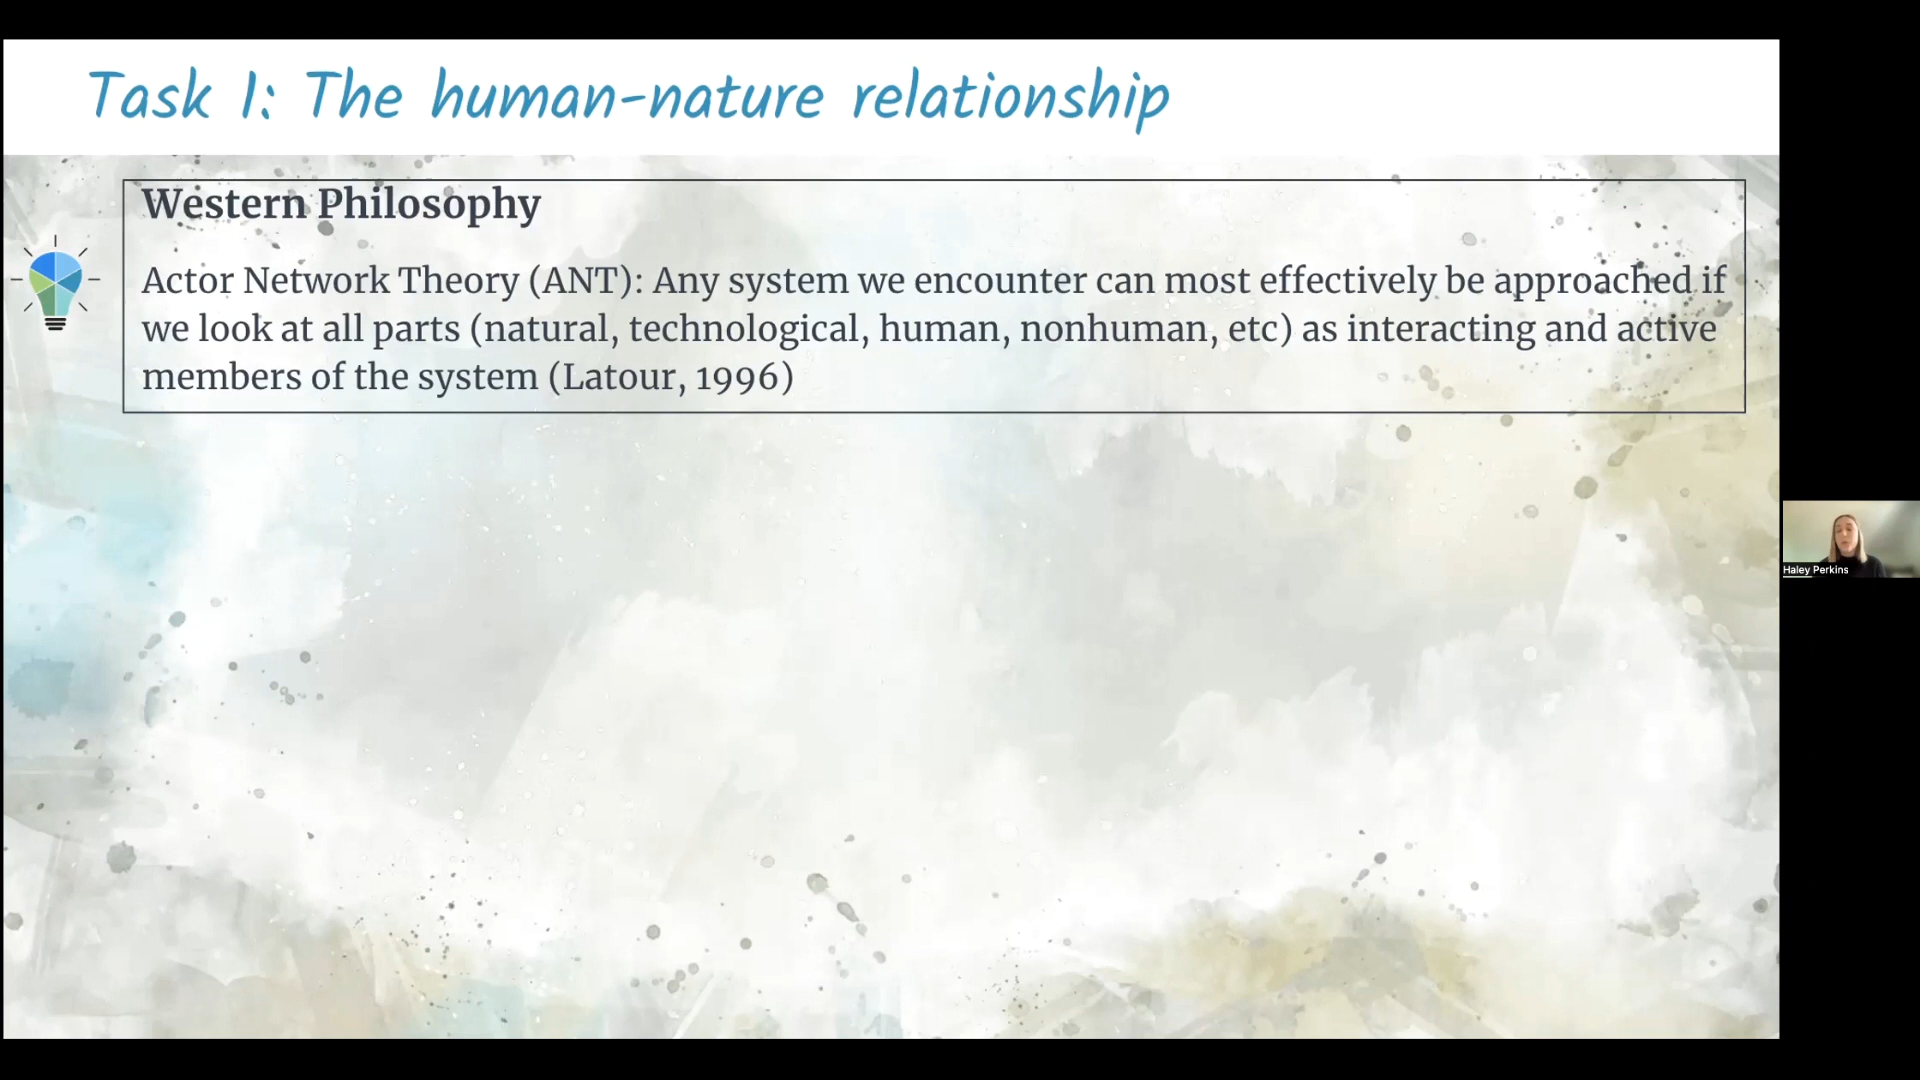 Task 1: The human-nature relationship
Western Philosophy
Actor Network Theory (ANT): Any system we encounter can most effectively be approached if
we look at all parts (natural, technological, human, nonhuman, etc) as interacting and active
members of the system (Latour, 1996)
Haley Perkins